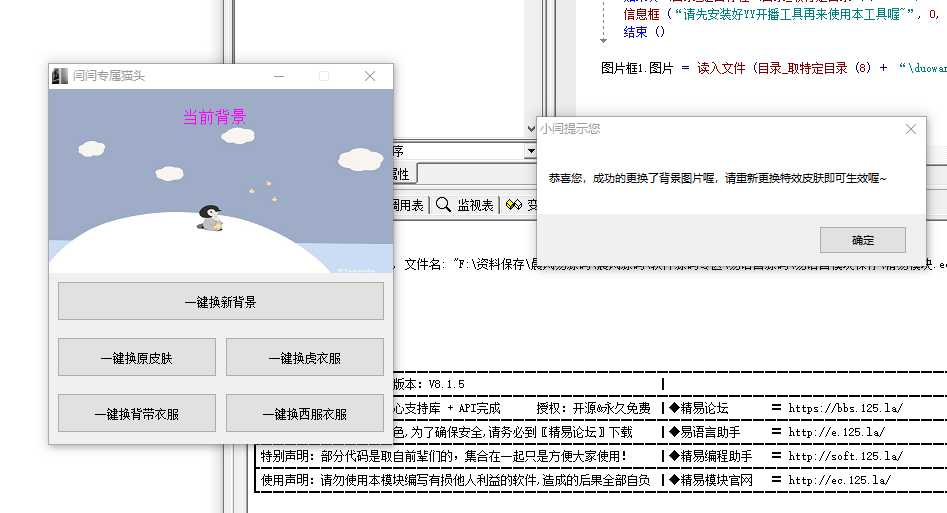 信息框 (“请先安装好YY开播工具再来使用本工具喔~”, 0,
结束 ()
图片框1.图片 = 读入文件 (目录_取特定目录 (8) + “\duowan
闫闫专属猫头
当前背景
一键换新背景
一键换原皮肤
一键换虎衣服
一键换背带衣服
一键换西服衣服
小闫提示您
恭喜您，成功的更换了背景图片喔，请重新更换特效皮肤即可生效喔~
确定
序
属性
调用表
监视表
变
版本：V8.1.5
心支持库 + API完成 授权：开源&永久免费 ◆精易论坛 = https://bbs.125.la/
色,为了确保安全,请务必到〖精易论坛〗下载 ◆易语言助手 = http://e.125.la/
特别声明：部分代码是取自前辈们的，集合在一起只是方便大家使用！ ◆精易编程助手 = http://soft.125.la/
使用声明：请勿使用本模块编写有损他人利益的软件,造成的后果全部自负 ◆精易模块官网 = http://ec.125.la/